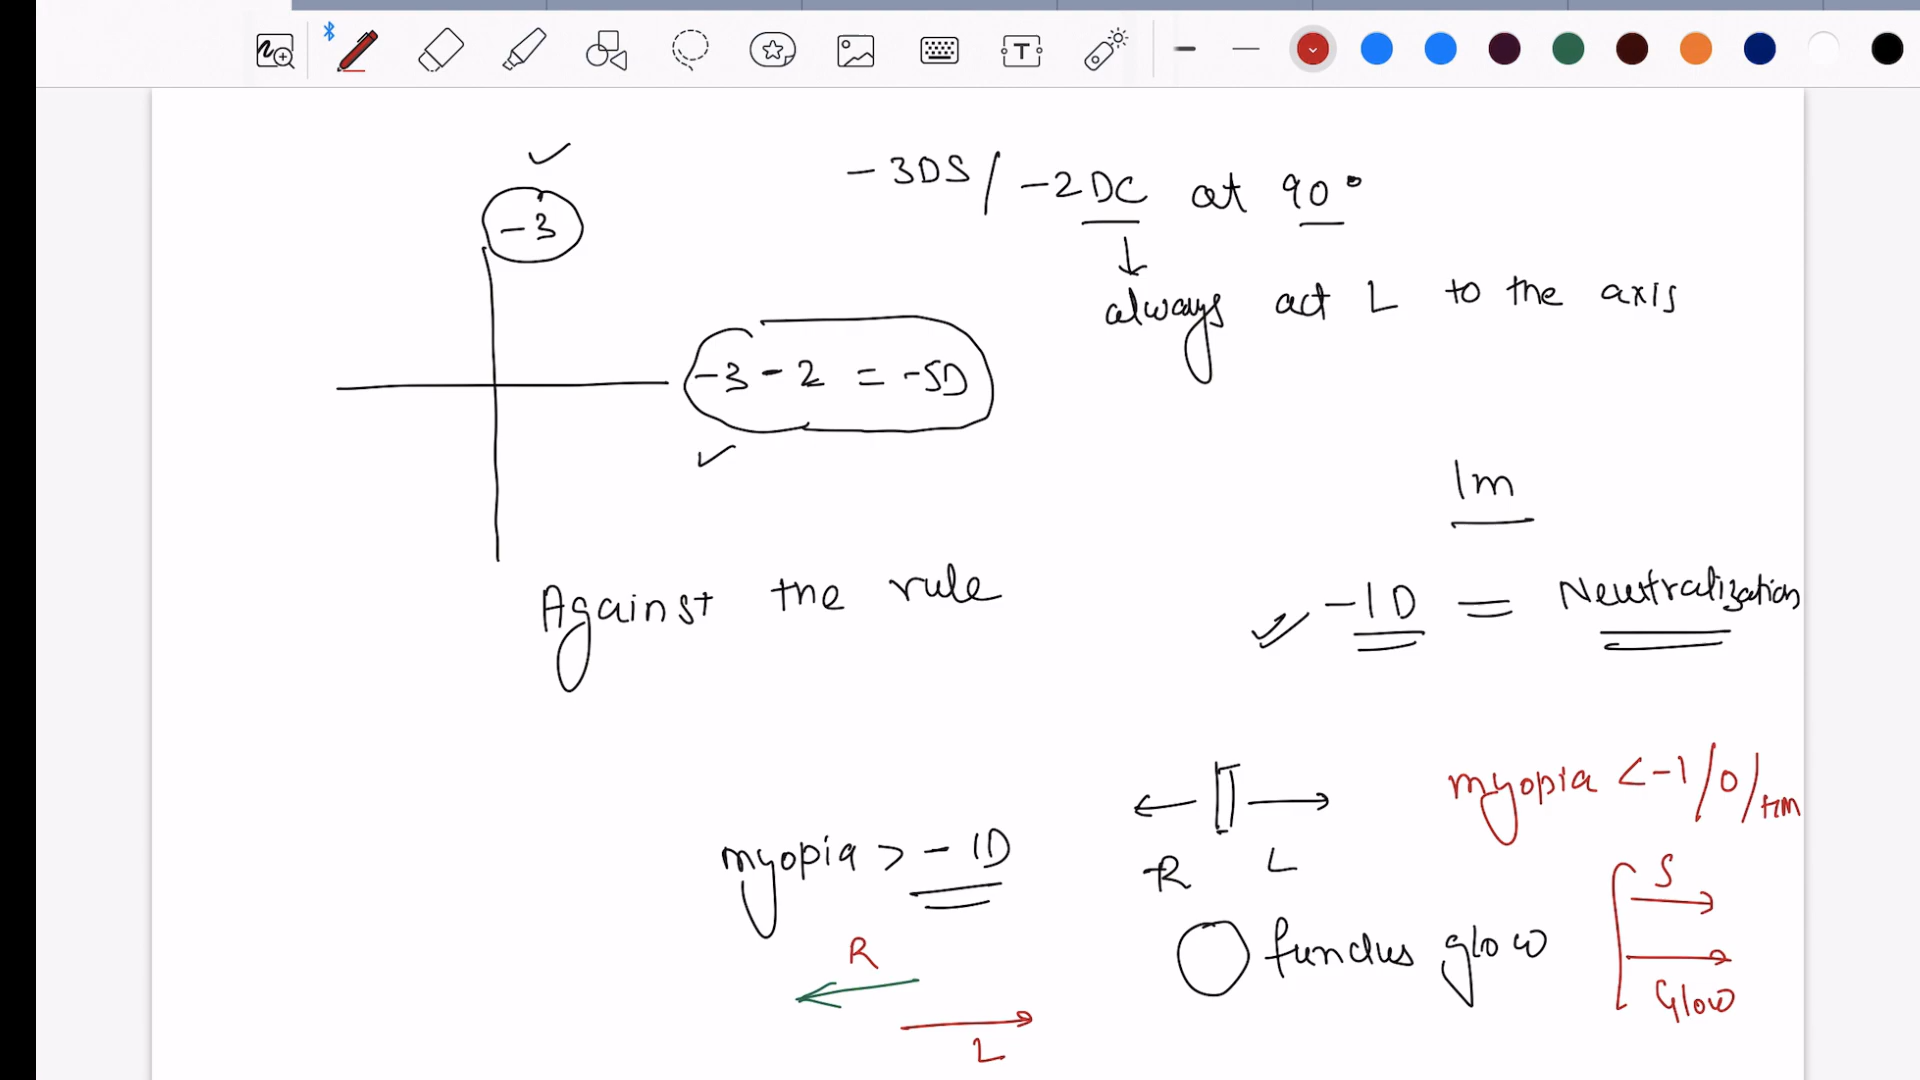 -3DS / -2DC at 90°
-3
always act L to the axis
-3 - 2 = -5D
1m
Against the rule
-1D = Neutralization
myopia < -1/0/HM
myopia > -1D
R L
S
R
fundus glow
Glow
L